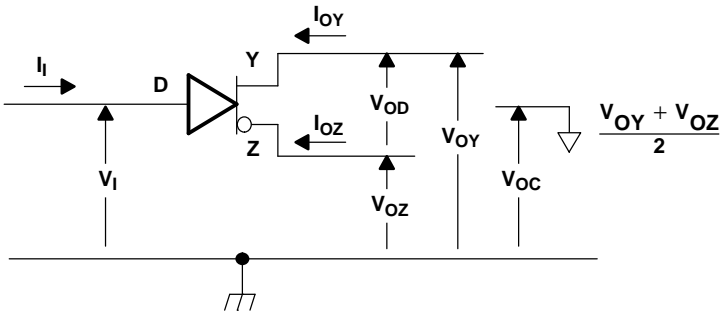 I_OY
I_I
D
Y
V_OD
V_OY
V_OY + V_OZ
2
I_OZ
Z
V_I
V_OZ
V_OC